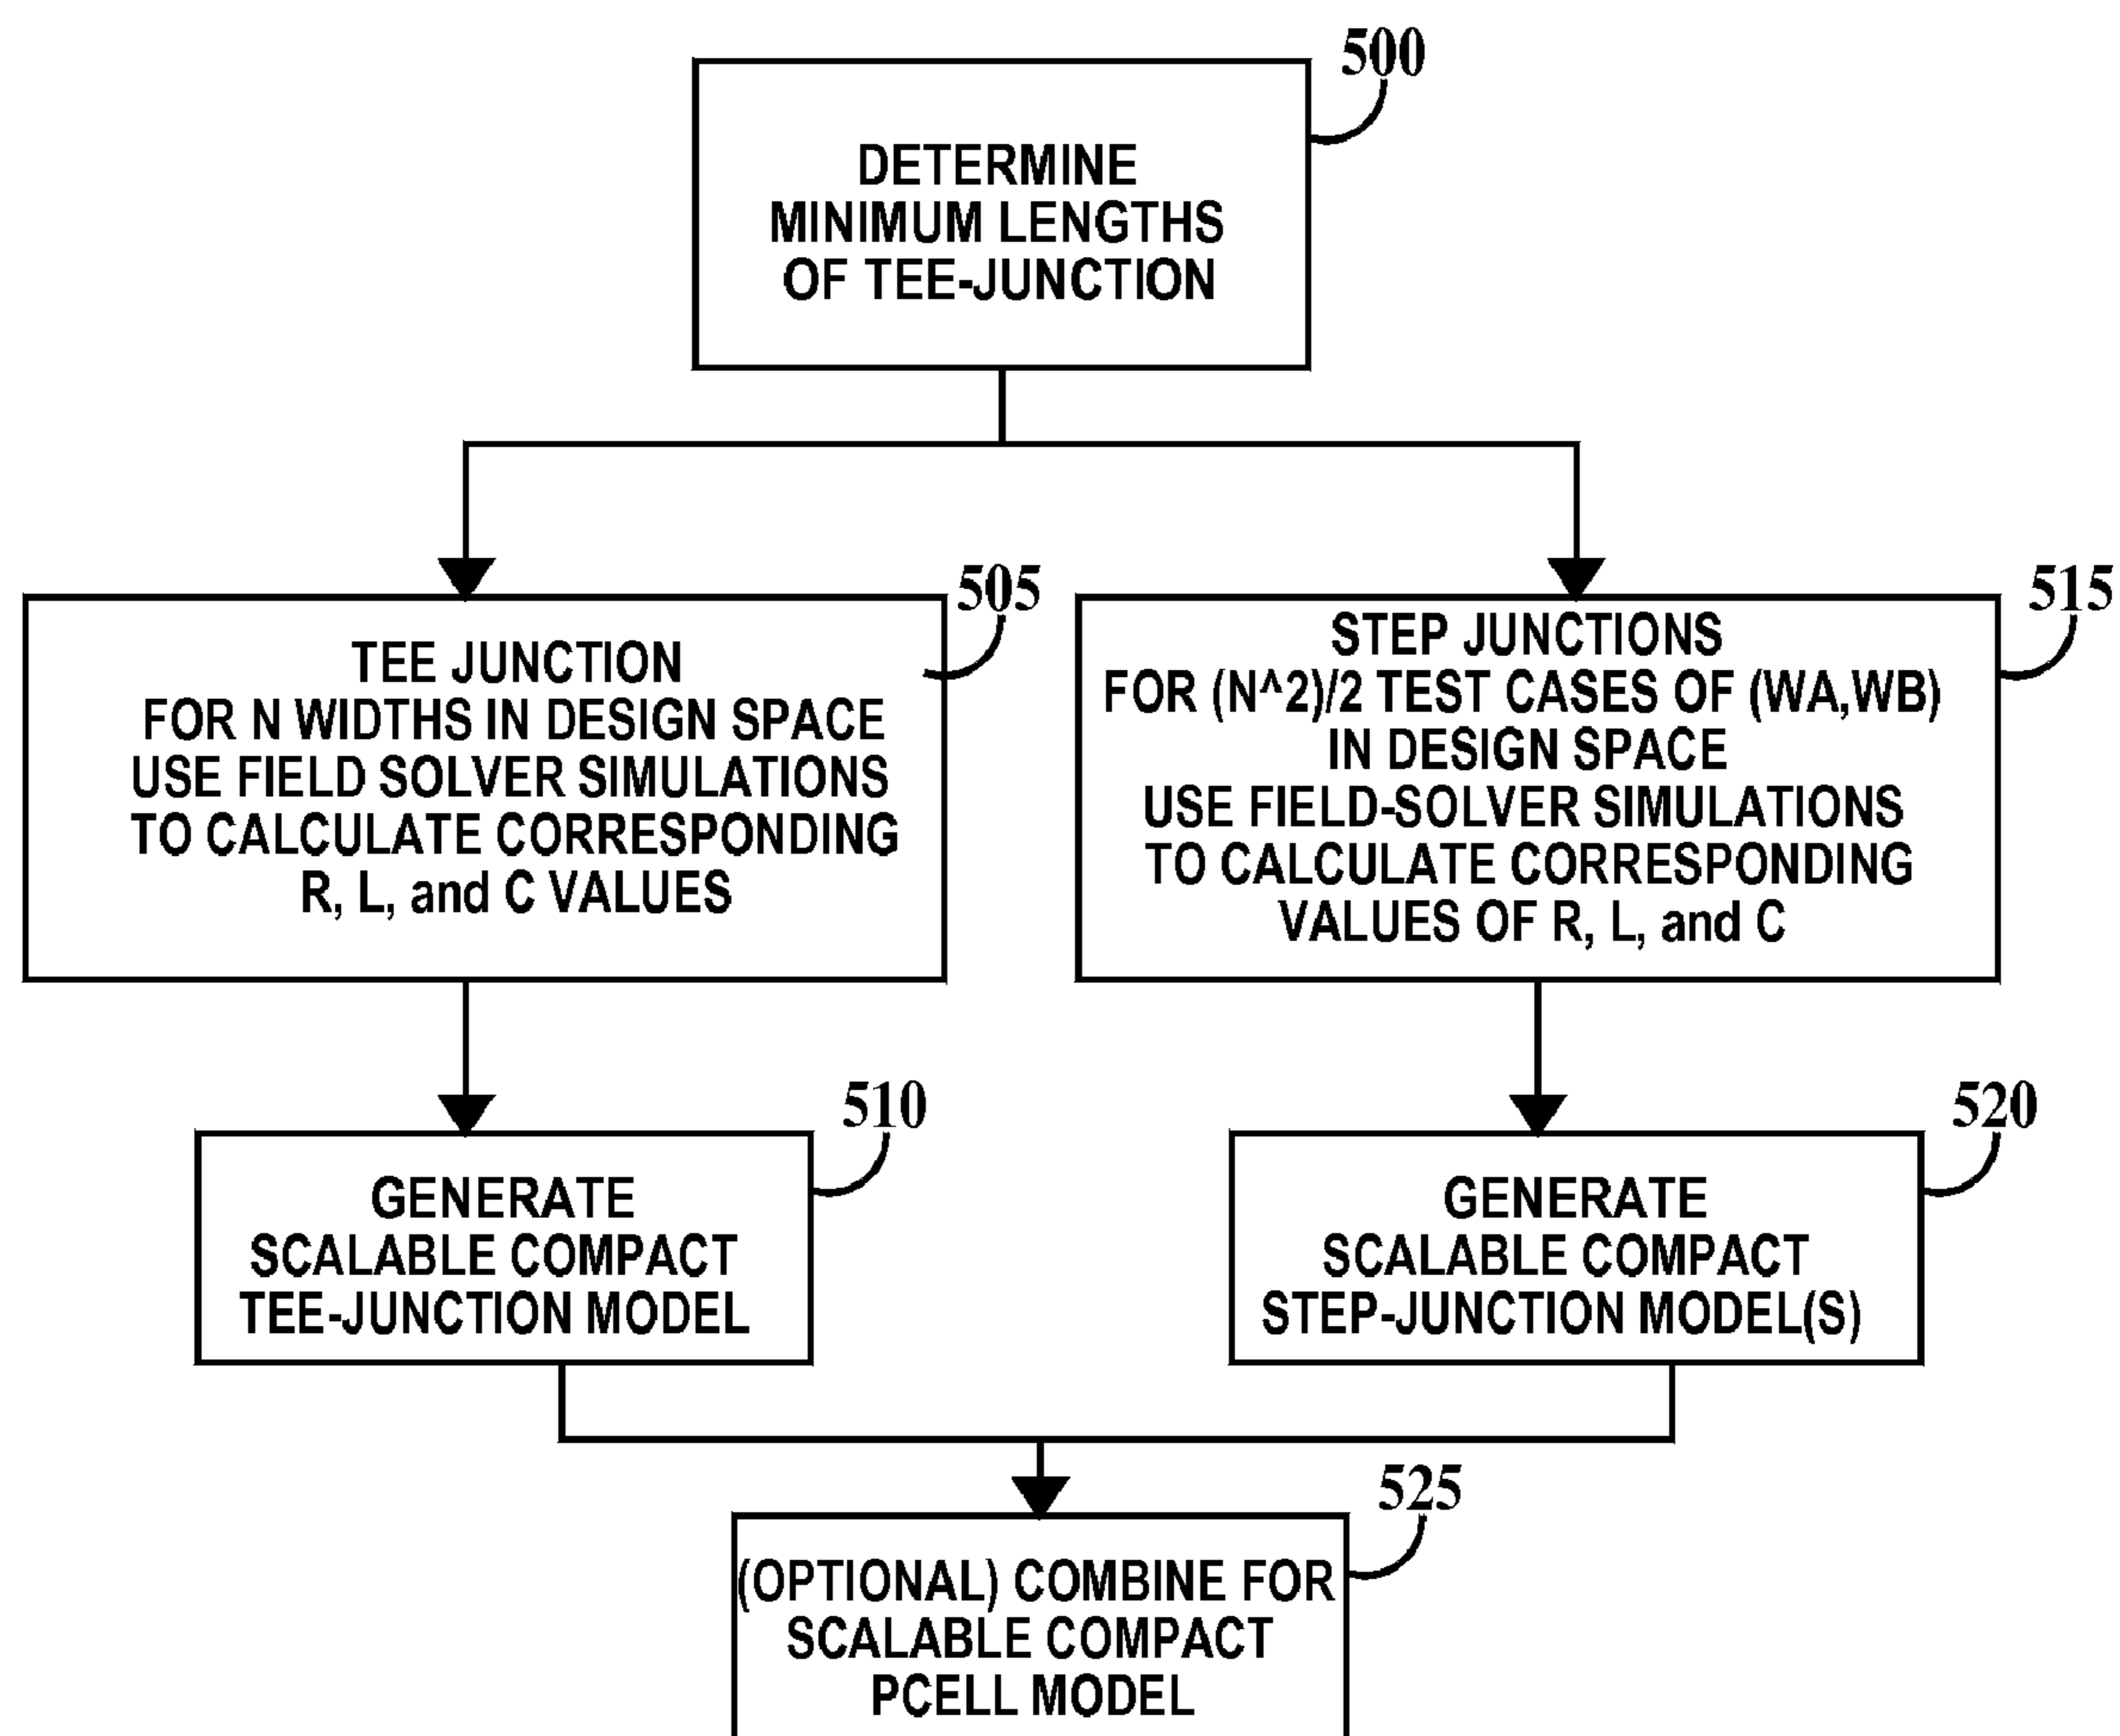 500
DETERMINE
MINIMUM LENGTHS
OF TEE-JUNCTION
505
TEE JUNCTION
FOR N WIDTHS IN DESIGN SPACE
USE FIELD SOLVER SIMULATIONS
TO CALCULATE CORRESPONDING
R, L, and C VALUES
515
STEP JUNCTIONS
FOR (N^2)/2 TEST CASES OF (WA,WB)
IN DESIGN SPACE
USE FIELD-SOLVER SIMULATIONS
TO CALCULATE CORRESPONDING
VALUES OF R, L, and C
510
GENERATE
SCALABLE COMPACT
TEE-JUNCTION MODEL
520
GENERATE
SCALABLE COMPACT
STEP-JUNCTION MODEL(S)
525
(OPTIONAL) COMBINE FOR
SCALABLE COMPACT
PCELL MODEL